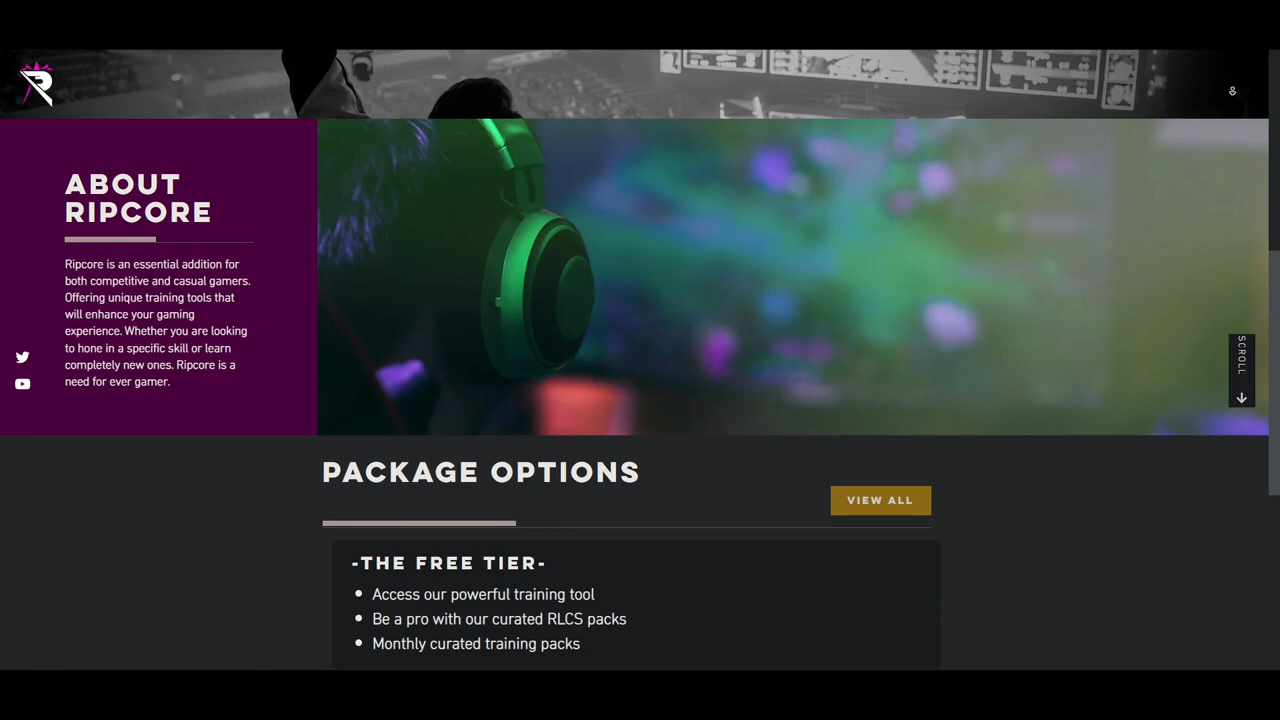 ABOUT
RIPCORE
Ripcore is an essential addition for
both competitive and casual gamers.
Offering unique training tools that
will enhance your gaming
experience. Whether you are looking
to hone in a specific skill or learn
completely new ones. Ripcore is a
need for ever gamer.
SCROLL
PACKAGE OPTIONS
VIEW ALL
-THE FREE TIER-
• Access our powerful training tool
• Be a pro with our curated RLCS packs
• Monthly curated training packs